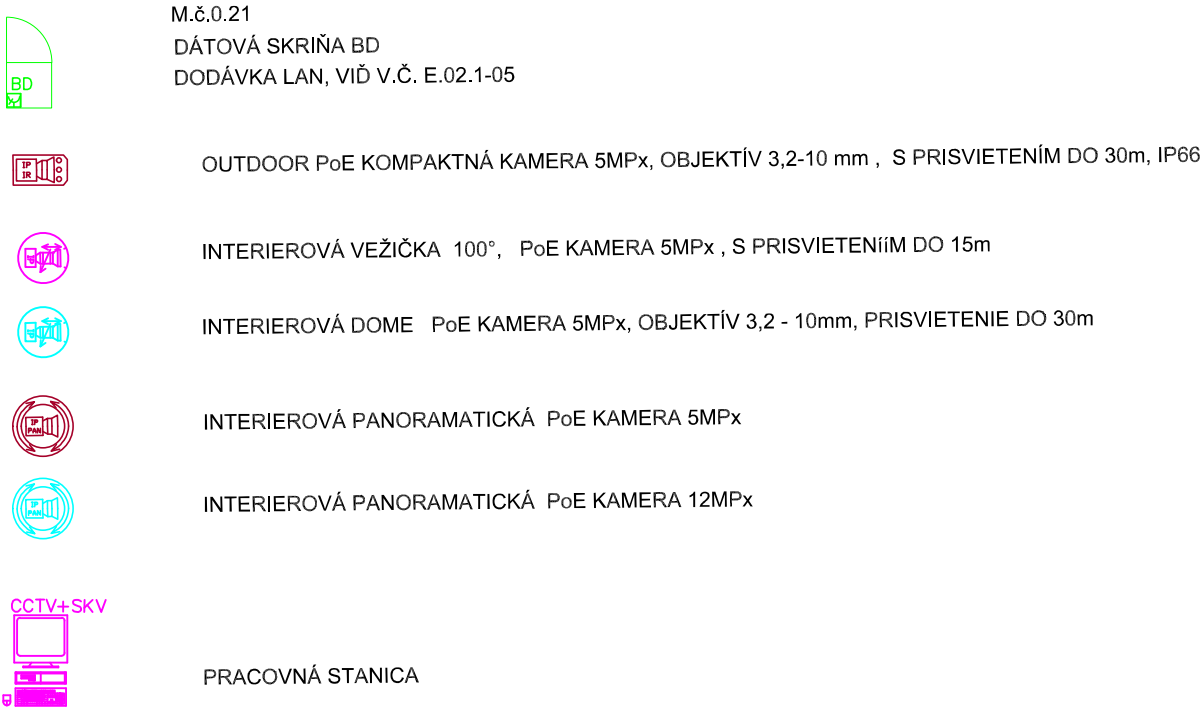 M.č.0.21
DÁTOVÁ SKRIŇA BD
DODÁVKA LAN, VIĎ V.Č. E.02.1-05
BD
IP
IR
OUTDOOR PoE KOMPAKTNÁ KAMERA 5MPx, OBJEKTÍV 3,2-10 mm , S PRISVIETENÍM DO 30m, IP66
INTERIEROVÁ VEŽIČKA 100°, PoE KAMERA 5MPx , S PRISVIETENííM DO 15m
INTERIEROVÁ DOME PoE KAMERA 5MPx, OBJEKTÍV 3,2 - 10mm, PRISVIETENIE DO 30m
IP
PAN
INTERIEROVÁ PANORAMATICKÁ PoE KAMERA 5MPx
IP
PAN
INTERIEROVÁ PANORAMATICKÁ PoE KAMERA 12MPx
CCTV+SKV
PRACOVNÁ STANICA